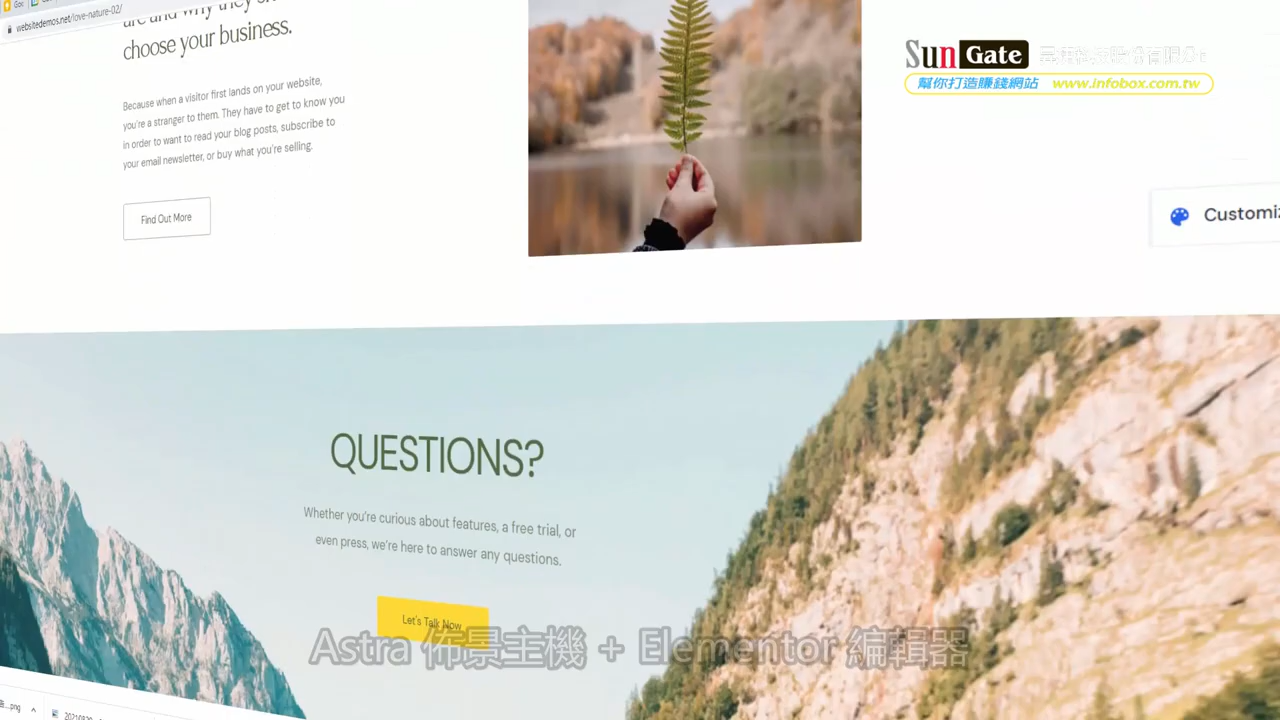 Goo
websitedemos.net/love-nature-02/
choose your business.
Because when a visitor first lands on your website,
you're a stranger to them. They have to get to know you
in order to want to read your blog posts, subscribe to
your email newsletter, or buy what you're selling.
Find Out More
Sun Gate
幫你打造賺錢網站 www.infobox.com.tw
Customiz
QUESTIONS?
Whether you're curious about features, a free trial, or
even press, we're here to answer any questions.
Let's Talk Now
Astra 佈景主機 + Elementor 編輯器
....png